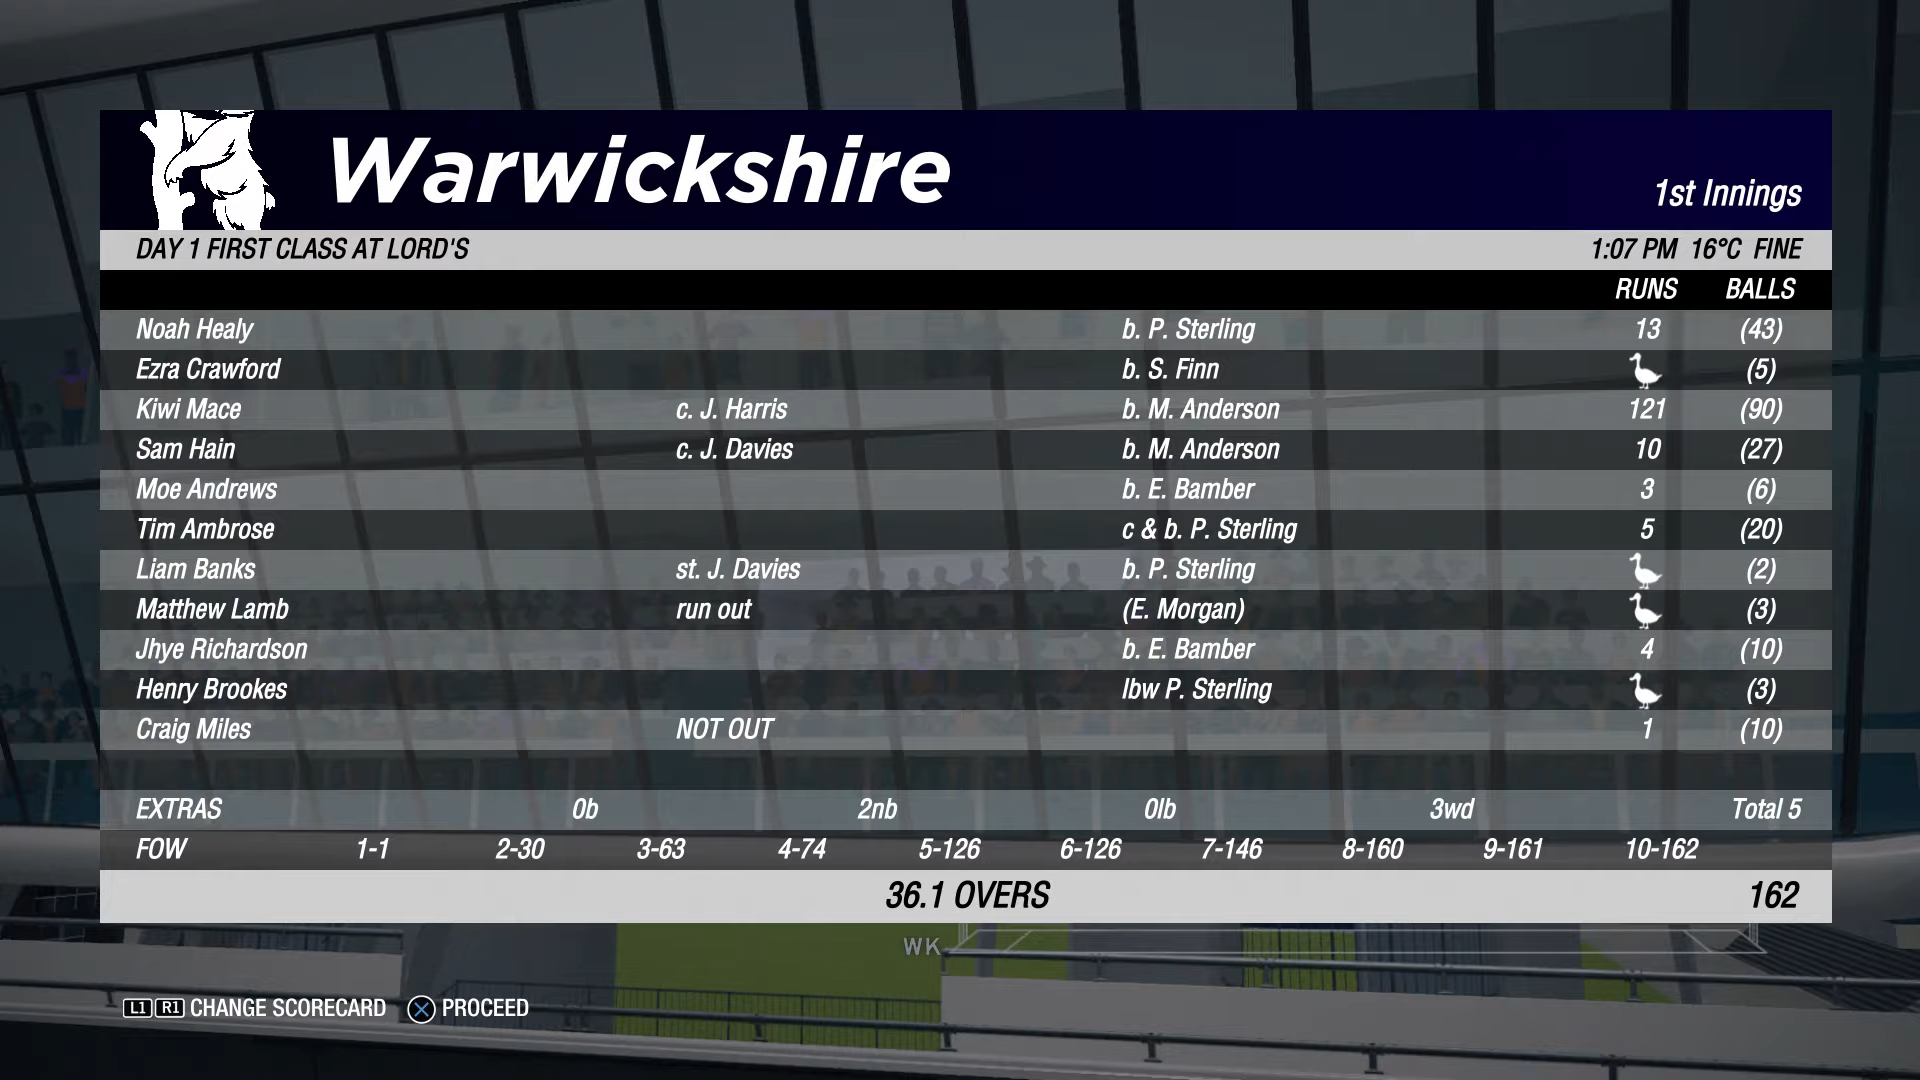 Warwickshire
1st Innings
DAY 1 FIRST CLASS AT LORD'S 1:07 PM 16°C FINE
RUNS BALLS
Noah Healy b. P. Sterling 13 (43)
Ezra Crawford b. S. Finn (5)
Kiwi Mace c. J. Harris b. M. Anderson 121 (90)
Sam Hain c. J. Davies b. M. Anderson 10 (27)
Moe Andrews b. E. Bamber 3 (6)
Tim Ambrose c & b. P. Sterling 5 (20)
Liam Banks st. J. Davies b. P. Sterling (2)
Matthew Lamb run out (E. Morgan) (3)
Jhye Richardson b. E. Bamber 4 (10)
Henry Brookes lbw P. Sterling (3)
Craig Miles NOT OUT 1 (10)
EXTRAS 0b 2nb 0lb 3wd Total 5
FOW 1-1 2-30 3-63 4-74 5-126 6-126 7-146 8-160 9-161 10-162
36.1 OVERS 162
WK
L1 R1 CHANGE SCORECARD PROCEED